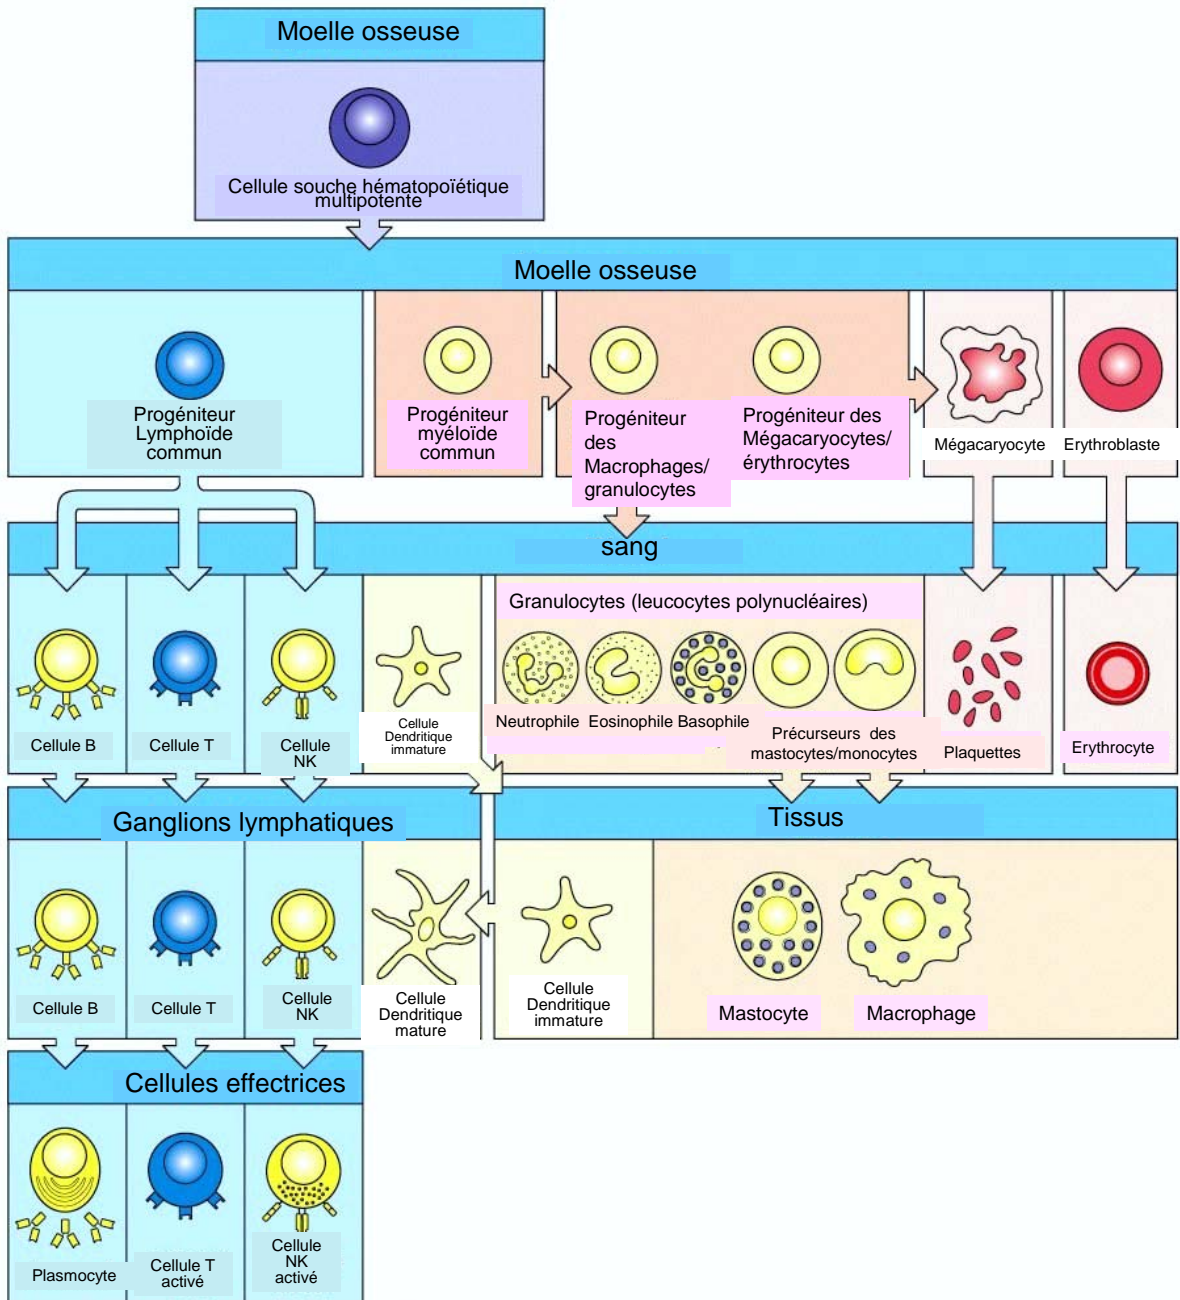 Moelle osseuse
Cellule souche hématopoïétique
multipotente
Moelle osseuse
Progéniteur
Lymphoïde
commun
Progéniteur
myéloïde
commun
Progéniteur
des
Macrophages/
granulocytes
Progéniteur des
Mégacaryocytes/
érythrocytes
Mégacaryocyte
Erythroblaste
sang
Granulocytes (leucocytes polynucléaires)
Cellule B
Cellule T
Cellule
NK
Cellule
Dendritique
immature
Neutrophile
Eosinophile
Basophile
Précurseurs des
mastocytes/monocytes
Plaquettes
Erythrocyte
Ganglions lymphatiques
Tissus
Cellule B
Cellule T
Cellule
NK
Cellule
Dendritique
mature
Cellule
Dendritique
immature
Mastocyte
Macrophage
Cellules effectrices
Plasmocyte
Cellule T
activé
Cellule
NK
activé